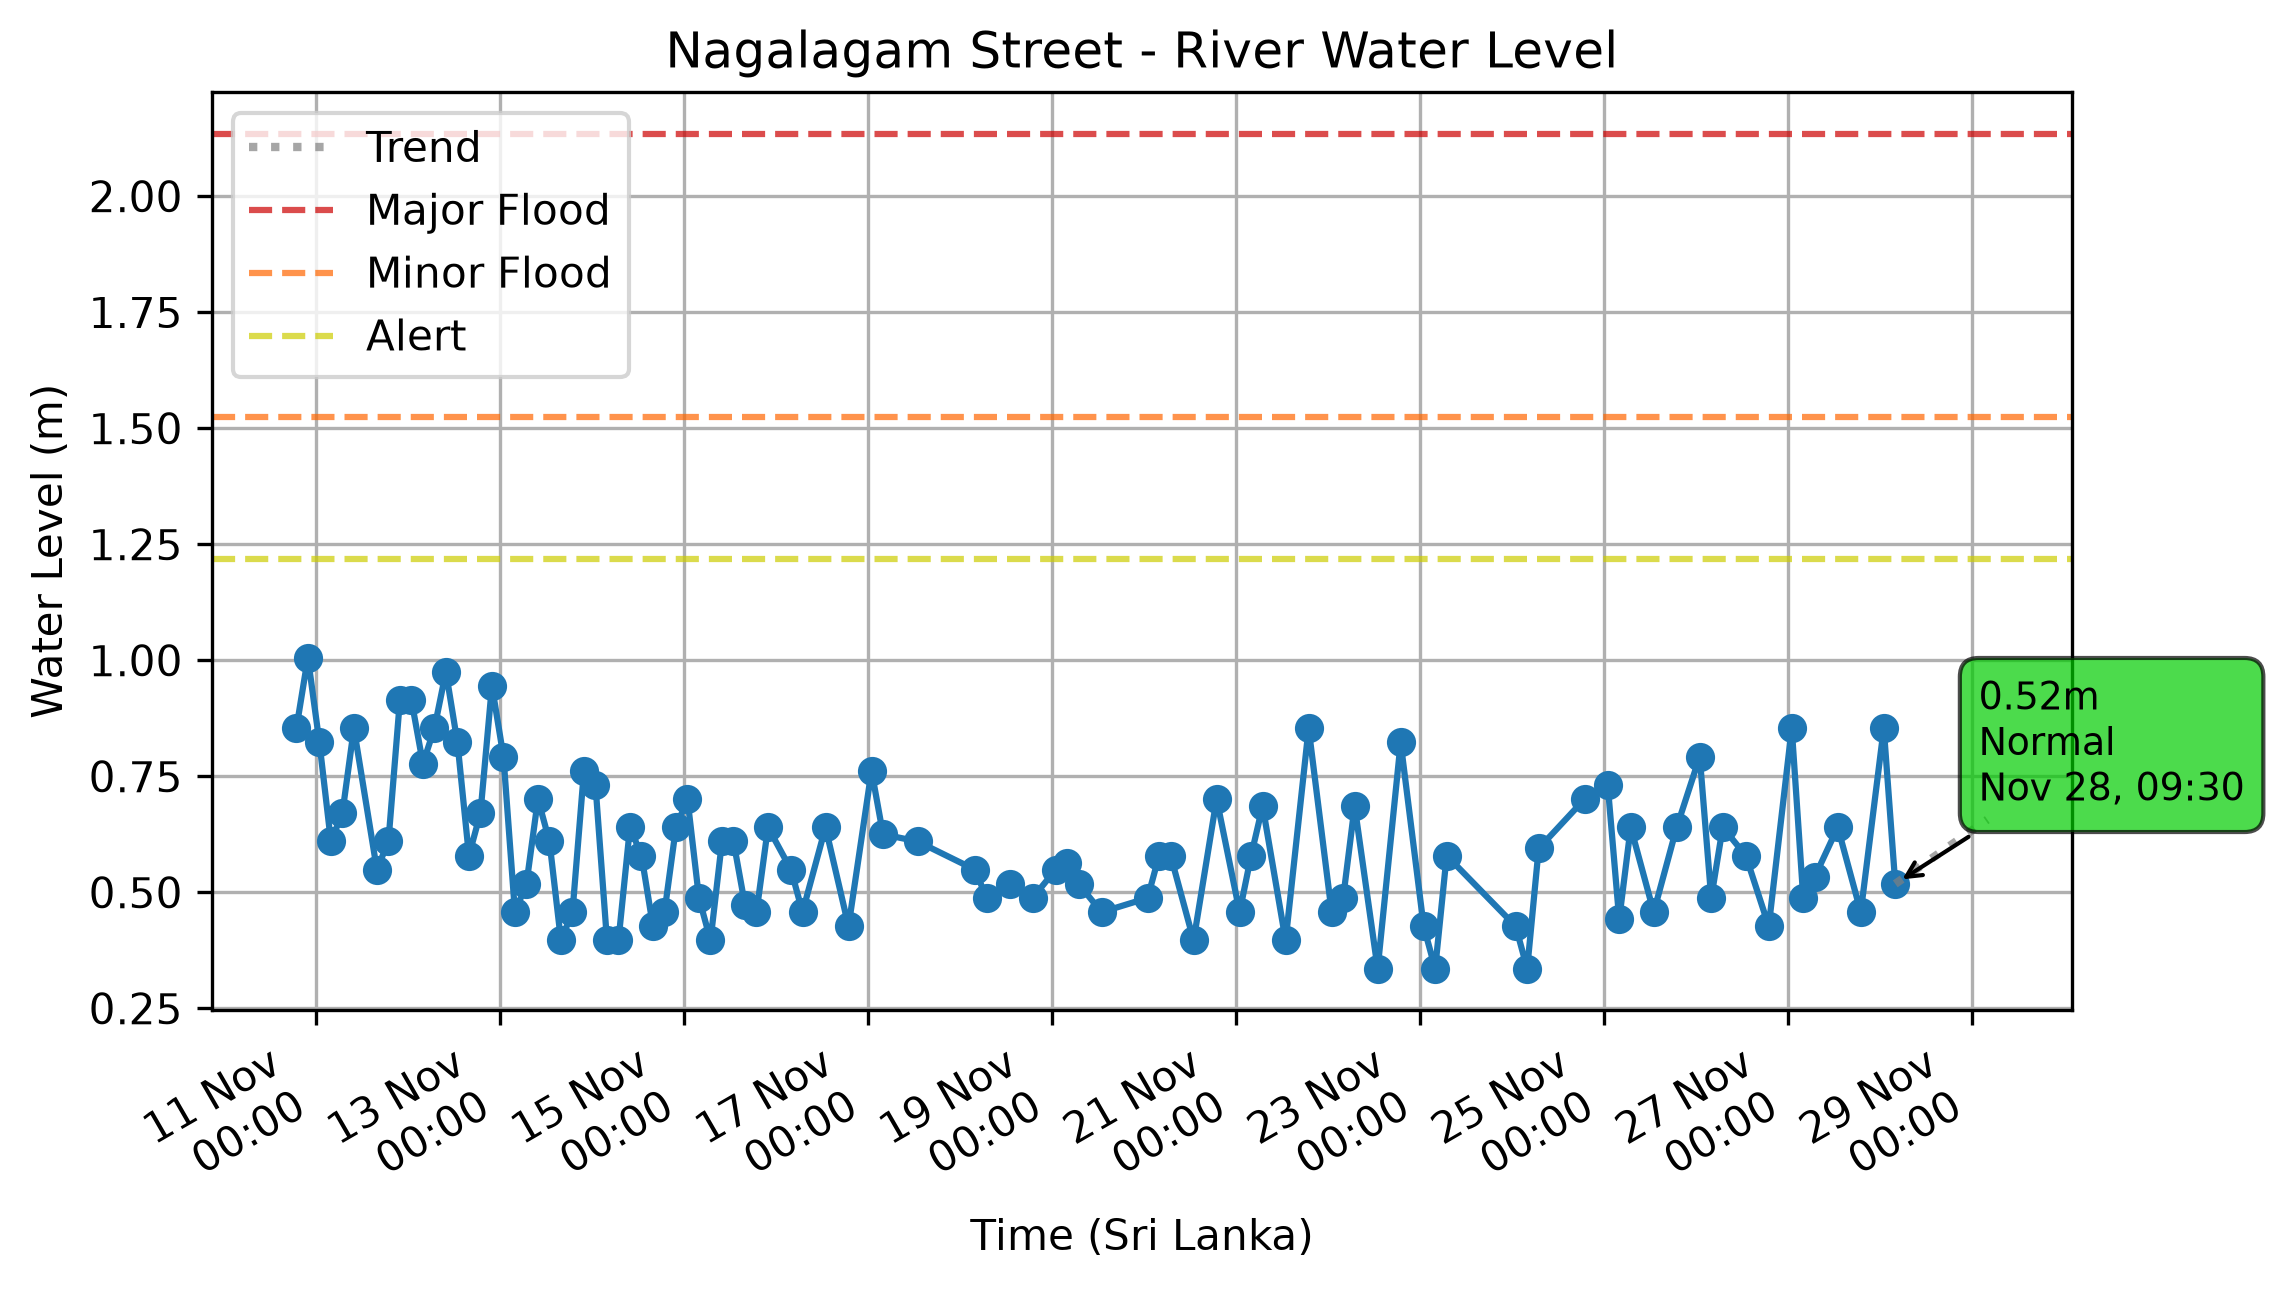 Nagalagam Street - River Water Level
Trend
Major Flood
Minor Flood
Alert
Water Level (m)
2.00
1.75
1.50
1.25
1.00
0.75
0.50
0.25
0.52m
Normal
Nov 28, 09:30
11 Nov
00:00
13 Nov
00:00
15 Nov
00:00
17 Nov
00:00
19 Nov
00:00
21 Nov
00:00
23 Nov
00:00
25 Nov
00:00
27 Nov
00:00
29 Nov
00:00
Time (Sri Lanka)